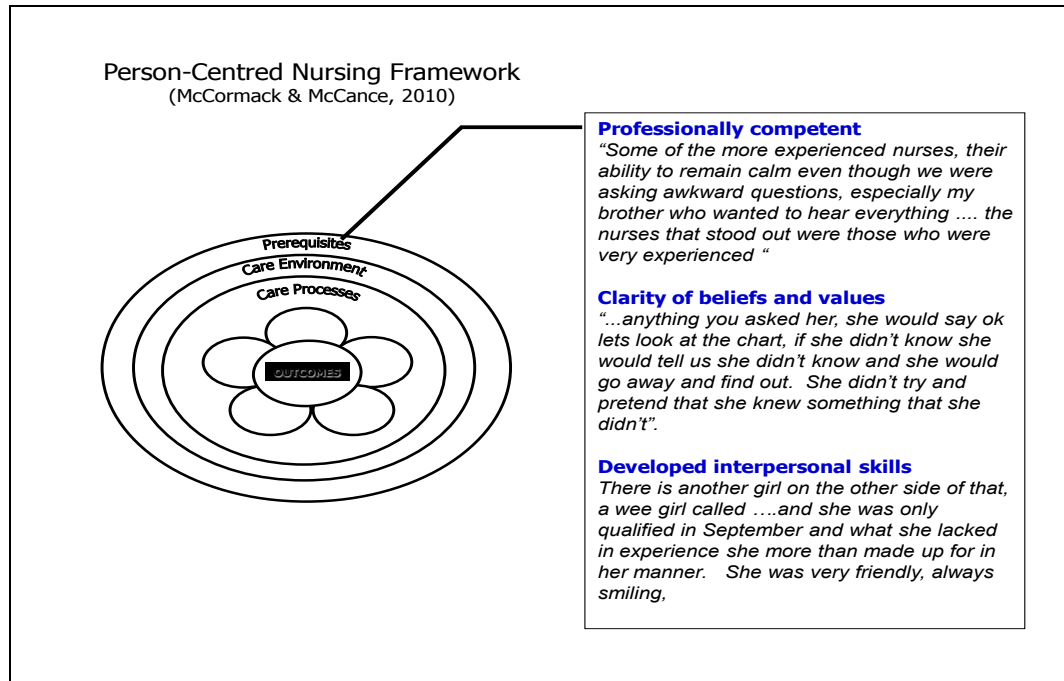 Person-Centred Nursing Framework
(McCormack & McCance, 2010)
Prerequisites
Care Environment
Care Processes
OUTCOMES
Professionally competent
“Some of the more experienced nurses, their
ability to remain calm even though we were
asking awkward questions, especially my
brother who wanted to hear everything .... the
nurses that stood out were those who were
very experienced “
Clarity of beliefs and values
“...anything you asked her, she would say ok
lets look at the chart, if she didn’t know she
would tell us she didn’t know and she would
go away and find out.  She didn’t try and
pretend that she knew something that she
didn’t”.
Developed interpersonal skills
There is another girl on the other side of that,
a wee girl called ….and she was only
qualified in September and what she lacked
in experience she more than made up for in
her manner.   She was very friendly, always
smiling,